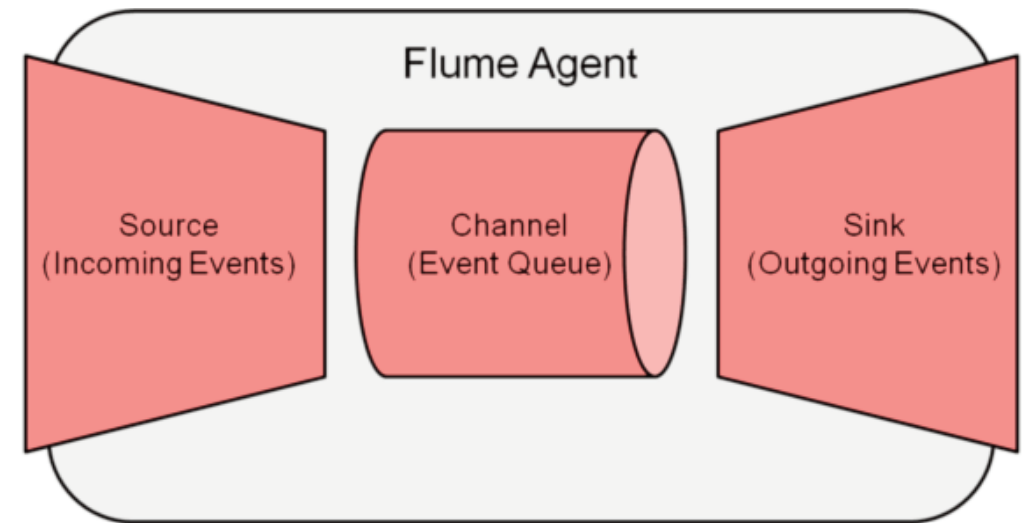 Flume Agent
Source
(Incoming Events)
Channel
(Event Queue)
Sink
(Outgoing Events)